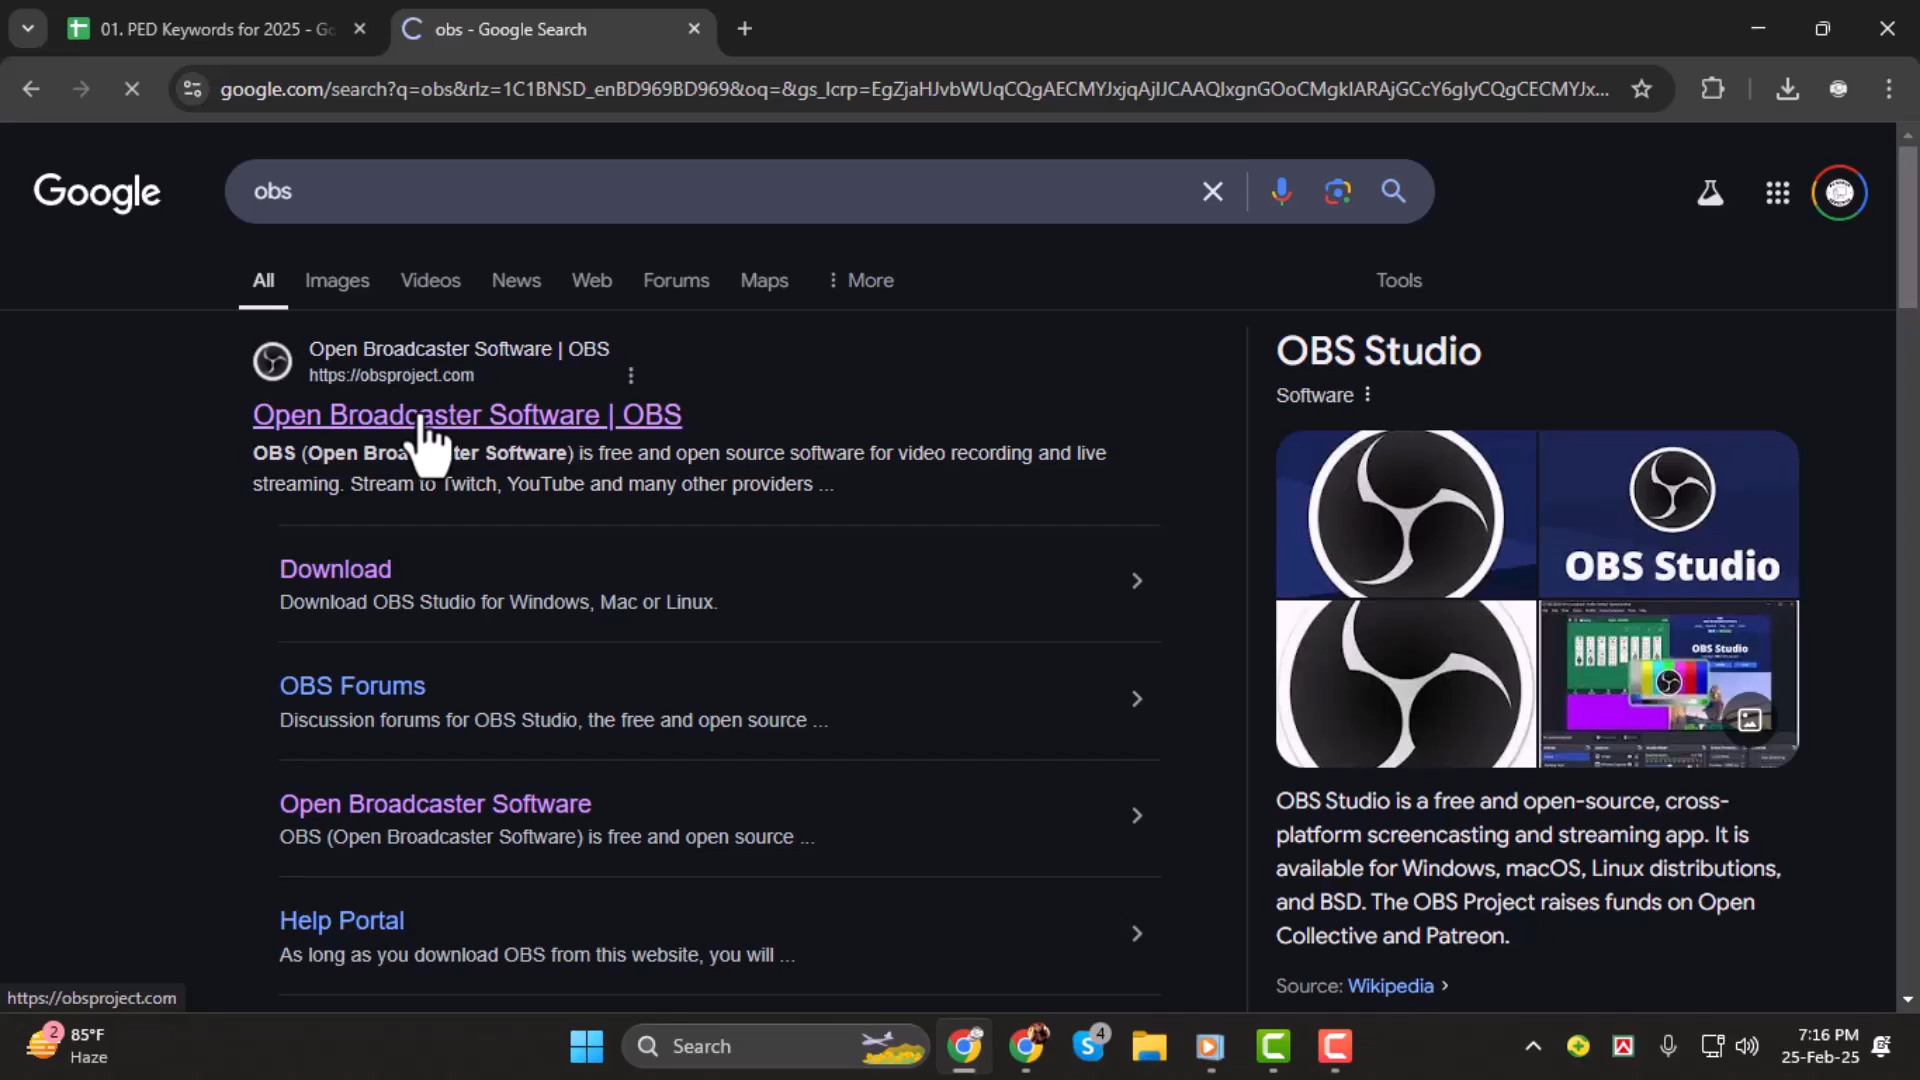 01. PED Keywords for 2025 - Go
obs - Google Search
google.com/search?q=obs&rlz=1C1BNSD_enBD969BD969&oq=&gs_lcrp=EgZjaHJvbWUqCQgAECMYJxjqAjIJCAAQIxgnGOoCMgkIARAjGCcY6gIyCQgCECMYJx...
Google
obs
All
Images
Videos
News
Web
Forums
Maps
More
Tools
Open Broadcaster Software | OBS
https://obsproject.com
Open Broadcaster Software | OBS
OBS (Open Broadcaster Software) is free and open source software for video recording and live
streaming. Stream to Twitch, YouTube and many other providers ...
Download
Download OBS Studio for Windows, Mac or Linux.
OBS Forums
Discussion forums for OBS Studio, the free and open source ...
Open Broadcaster Software
OBS (Open Broadcaster Software) is free and open source ...
Help Portal
As long as you download OBS from this website, you will ...
OBS Studio
Software
OBS Studio
OBS Studio
OBS Studio is a free and open-source, cross-
platform screencasting and streaming app. It is
available for Windows, macOS, Linux distributions,
and BSD. The OBS Project raises funds on Open
Collective and Patreon.
Source: Wikipedia
https://obsproject.com
2
85°F
Haze
Search
4
7:16 PM
25-Feb-25